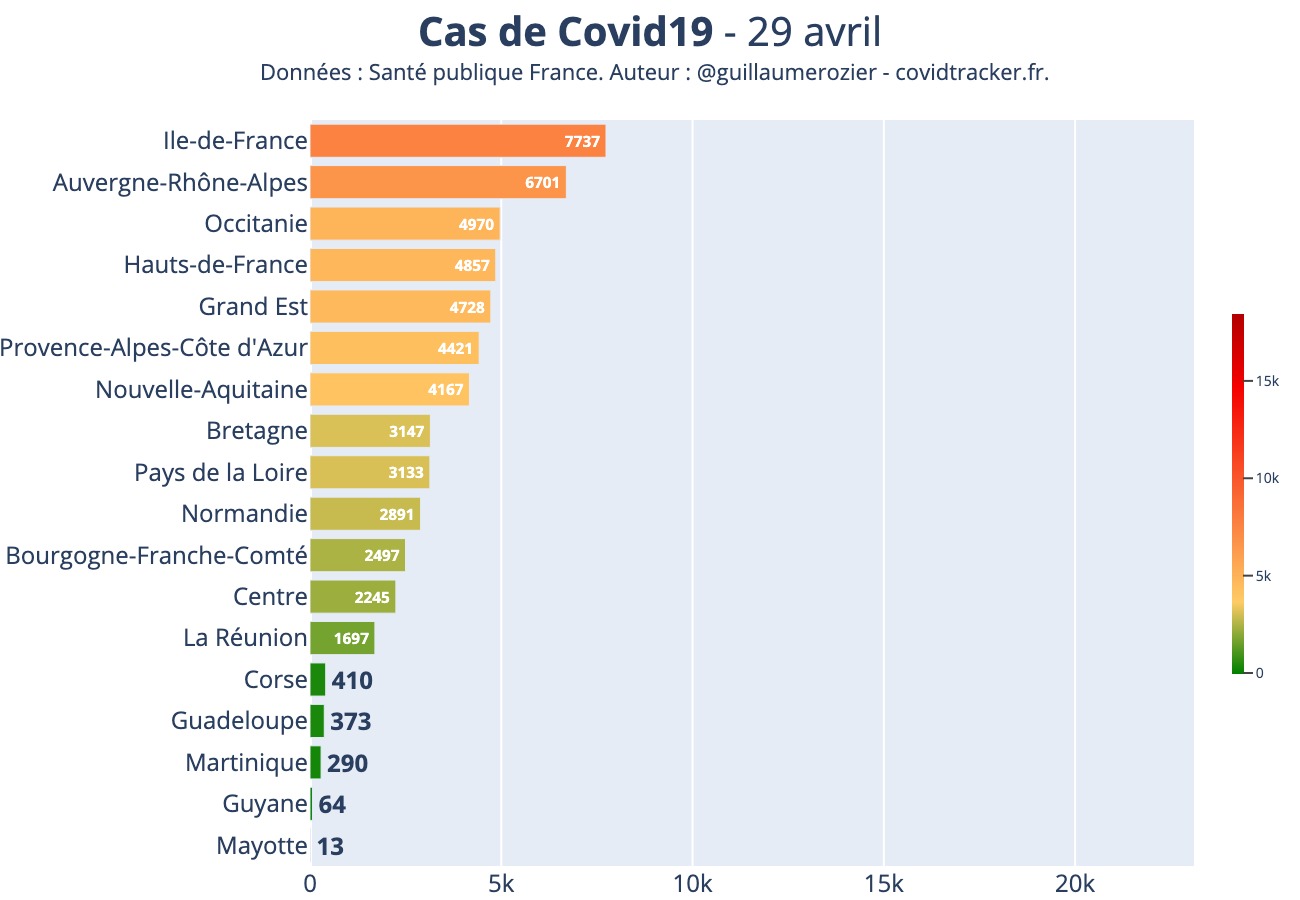 Cas de Covid19 - 29 avril
Données : Santé publique France. Auteur : @guillaumerozier - covidtracker.fr.
Ile-de-France 7737
Auvergne-Rhône-Alpes 6701
Occitanie 4970
Hauts-de-France 4857
Grand Est 4728
Provence-Alpes-Côte d'Azur 4421
Nouvelle-Aquitaine 4167
Bretagne 3147
Pays de la Loire 3133
Normandie 2891
Bourgogne-Franche-Comté 2497
Centre 2245
La Réunion 1697
Corse 410
Guadeloupe 373
Martinique 290
Guyane 64
Mayotte 13
0 5k 10k 15k 20k
15k
10k
5k
0